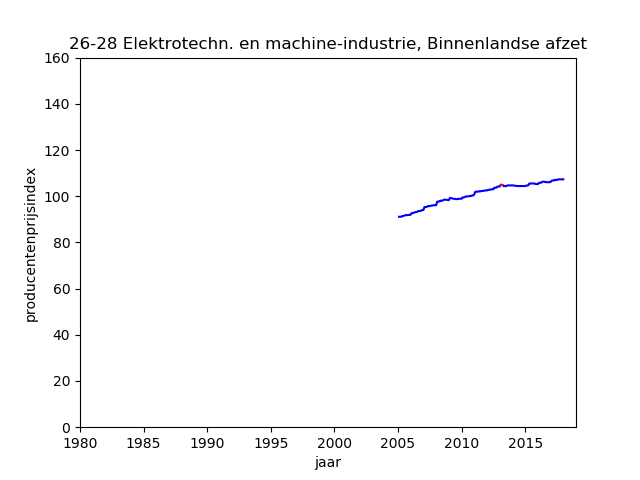 26-28 Elektrotechn. en machine-industrie, Binnenlandse afzet
160
140
120
100
80
60
40
20
0
producentenprijsindex
1980 1985 1990 1995 2000 2005 2010 2015
jaar